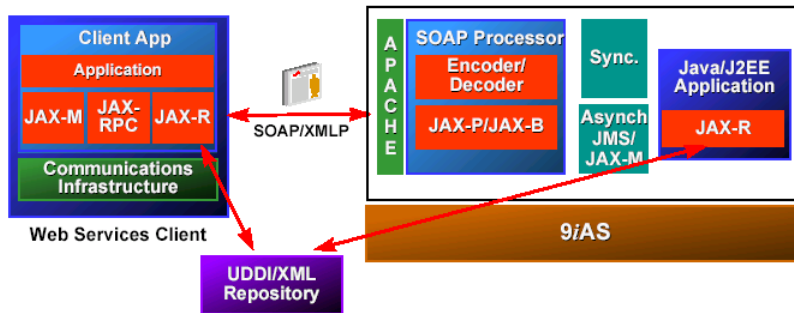 Client App
Application
JAX-M
JAX-
RPC
JAX-R
Communications
Infrastructure
Web Services Client
SOAP/XMLP
UDDI/XML
Repository
A
P
A
C
H
E
SOAP Processor
Encoder/
Decoder
JAX-P/JAX-B
Sync.
Asynch
JMS/
JAX-M
Java/J2EE
Application
JAX-R
9iAS